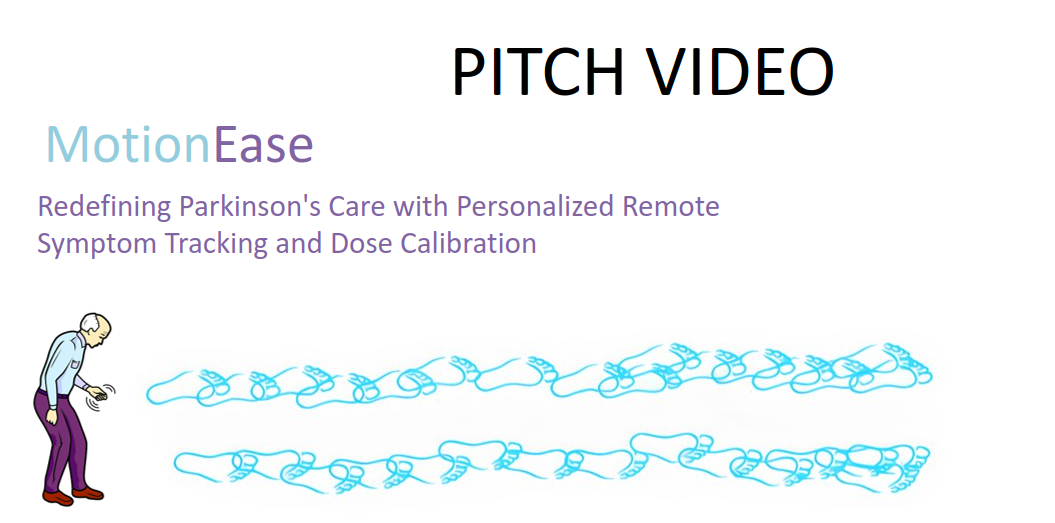 PITCH VIDEO
MotionEase
Redefining Parkinson's Care with Personalized Remote
Symptom Tracking and Dose Calibration